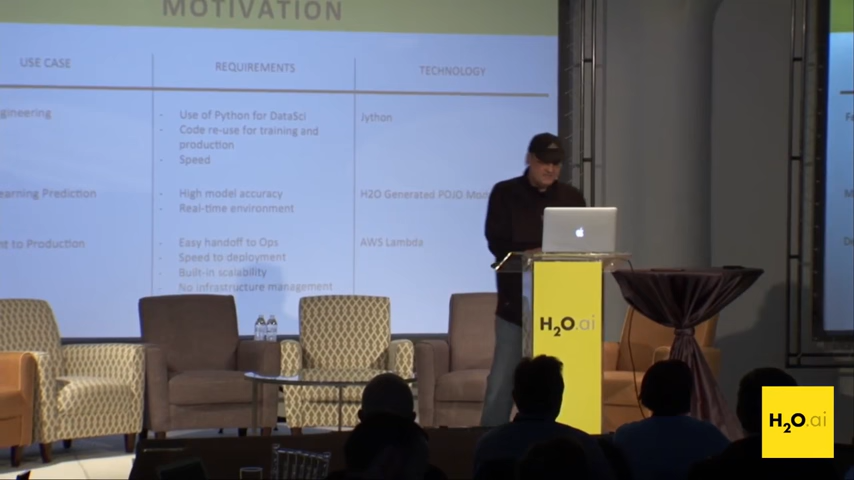 MOTIVATION
USE CASE REQUIREMENTS TECHNOLOGY
- Use of Python for DataSci Jython
- Code re-use for training and
production
- Speed
earning Prediction - High model accuracy H2O Generated POJO Mod
- Real-time environment
nt to Production - Easy handoff to Ops AWS Lambda
- Speed to deployment
- Built-in scalability
- No infrastructure management
H2O.ai
H2O.ai